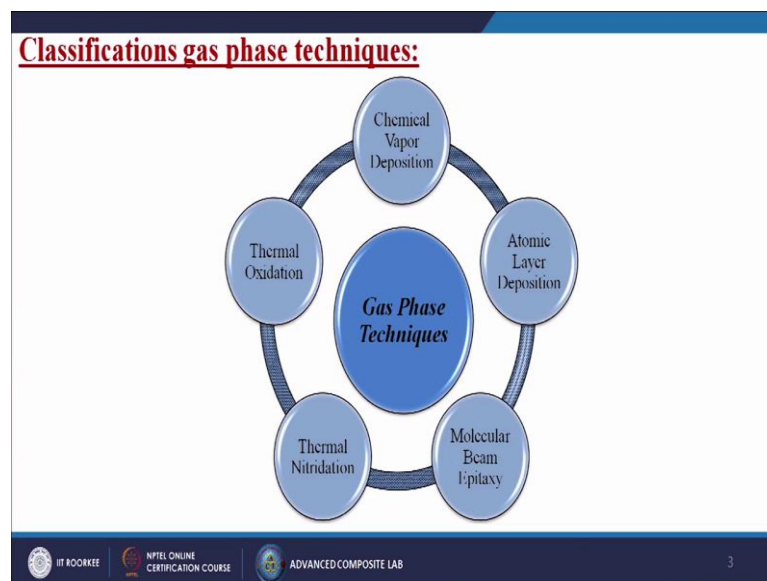 Classifications gas phase techniques:
Chemical
Vapor
Deposition
Atomic
Layer
Deposition
Molecular
Beam
Epitaxy
Thermal
Nitridation
Thermal
Oxidation
Gas Phase
Techniques
IIT ROORKEE
NPTEL ONLINE
CERTIFICATION COURSE
ADVANCED COMPOSITE LAB
3